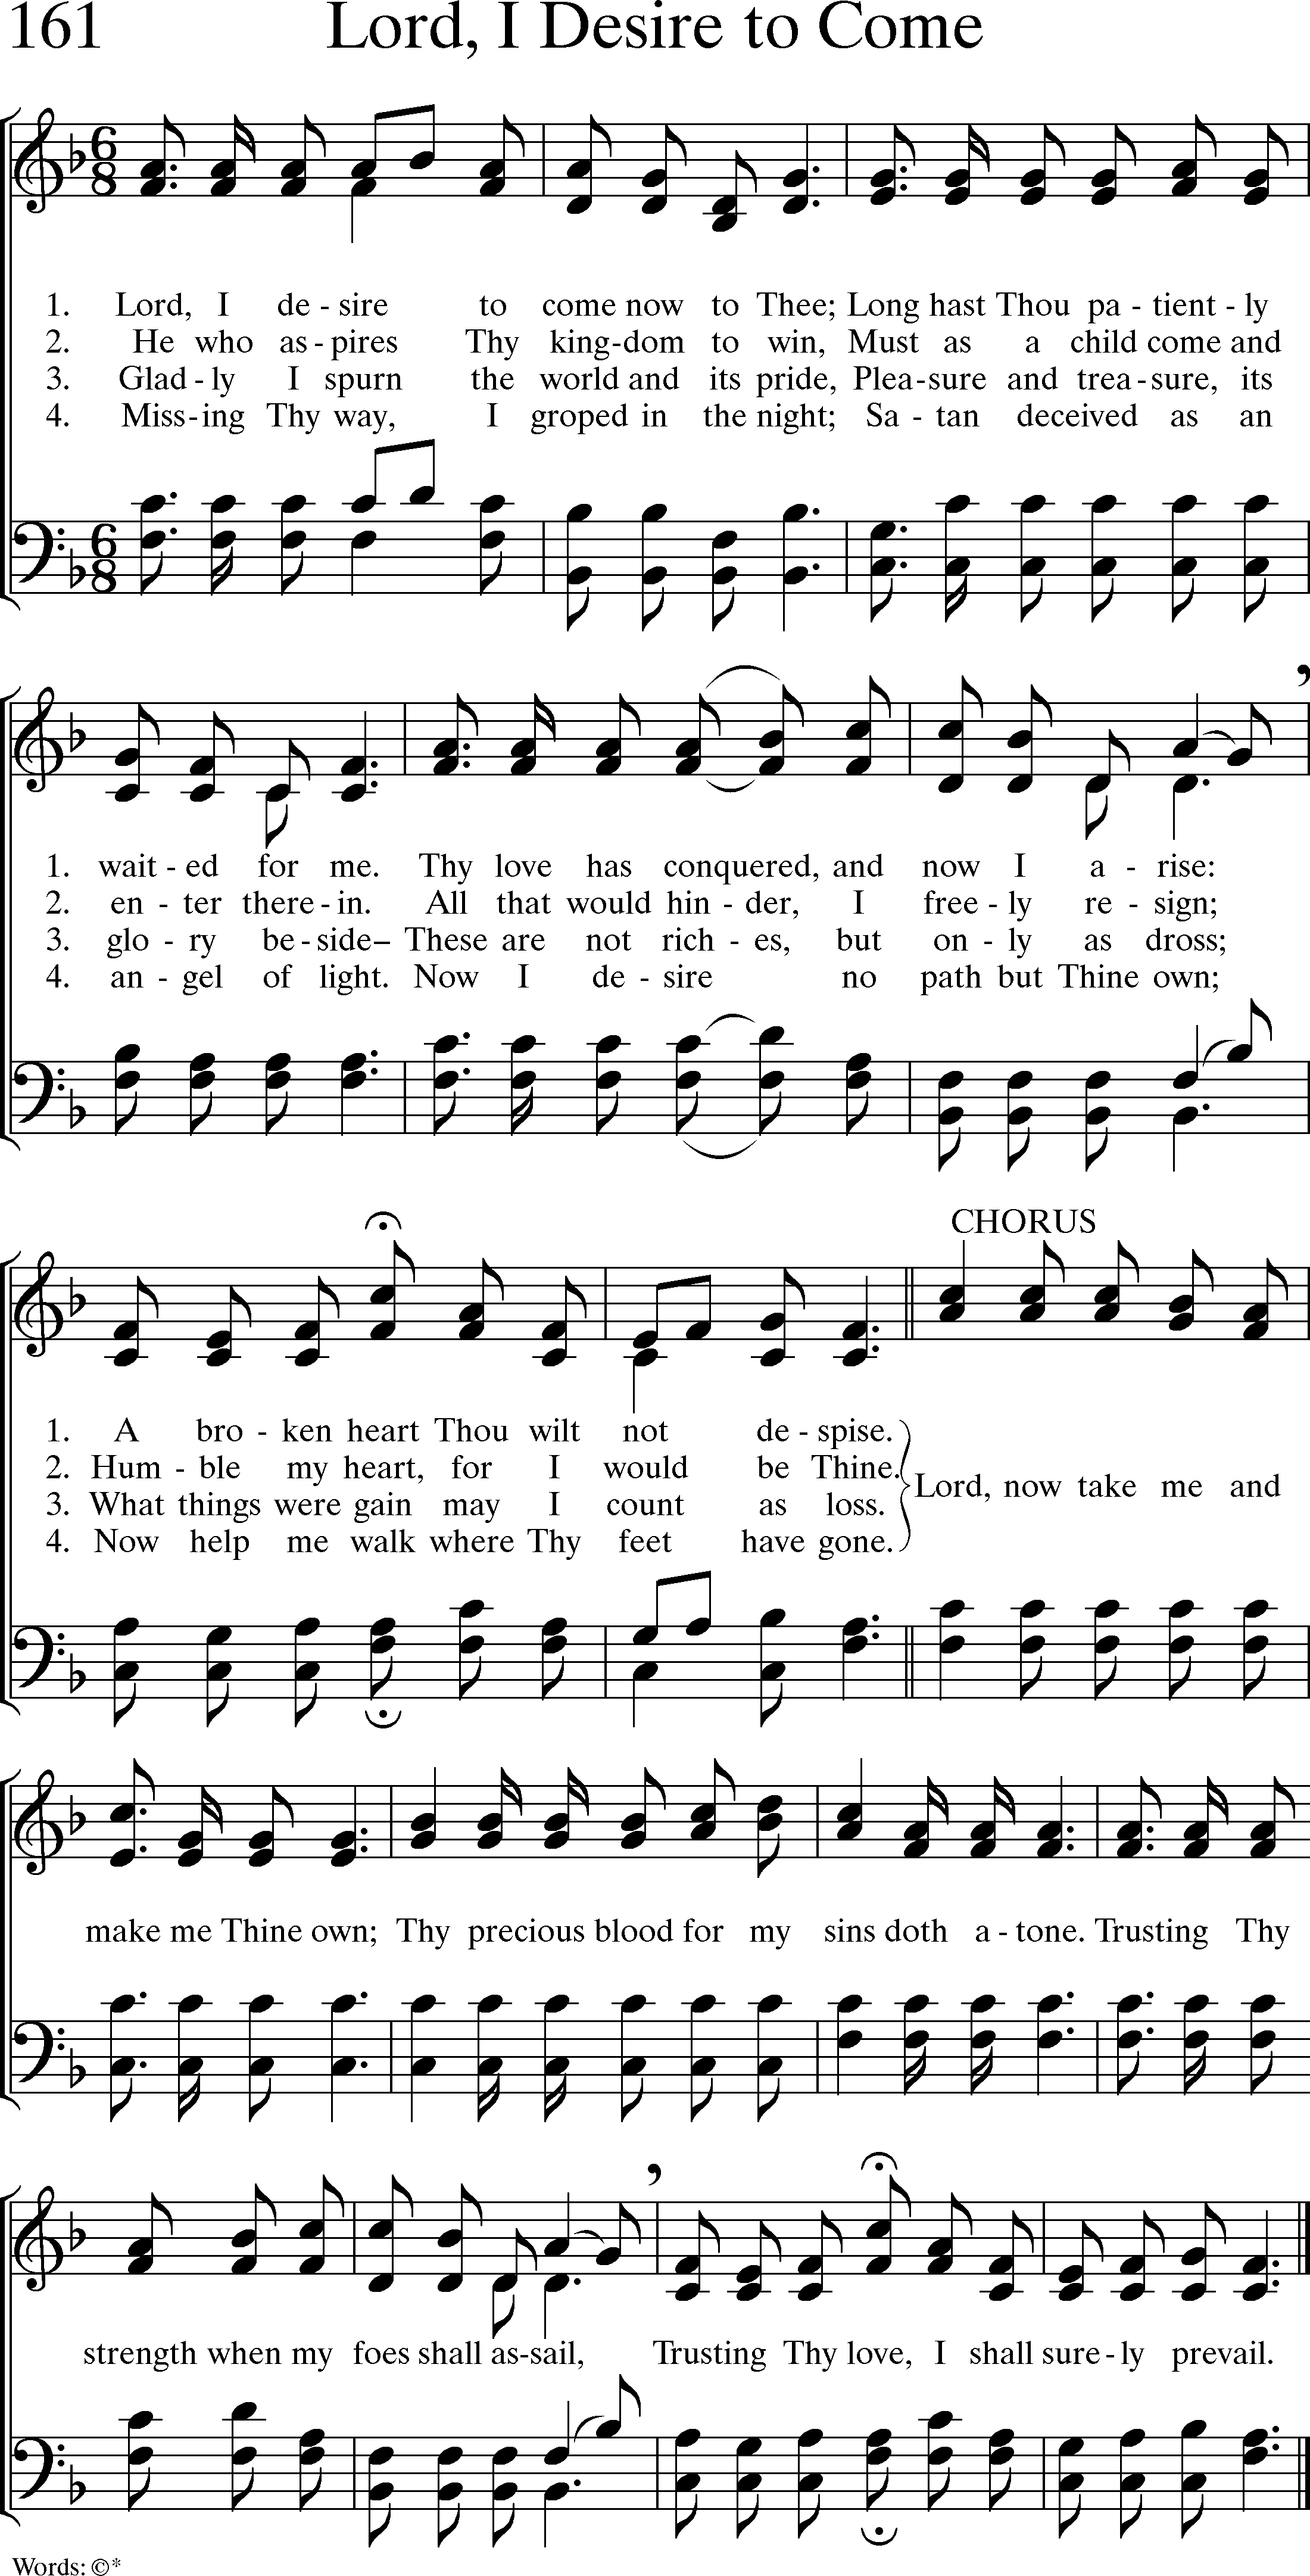 161 Lord, I Desire to Come
1. Lord, I de - sire to come now to Thee; Long hast Thou pa - tient - ly
2. He who as - pires Thy king-dom to win, Must as a child come and
3. Glad - ly I spurn the world and its pride, Plea - sure and trea - sure, its
4. Miss - ing Thy way, I groped in the night; Sa - tan deceived as an
1. wait - ed for me. Thy love has conquered, and now I a - rise:
2. en - ter there - in. All that would hin - der, I free - ly re - sign;
3. glo - ry be - side– These are not rich - es, but on - ly as dross;
4. an - gel of light. Now I de - sire no path but Thine own;
CHORUS
1. A bro - ken heart Thou wilt not de - spise.
2. Hum - ble my heart, for I would be Thine.
Lord, now take me and
3. What things were gain may I count as loss.
4. Now help me walk where Thy feet have gone.
make me Thine own; Thy precious blood for my sins doth a - tone. Trusting Thy
strength when my foes shall as-sail, Trusting Thy love, I shall sure - ly prevail.
Words: ©*